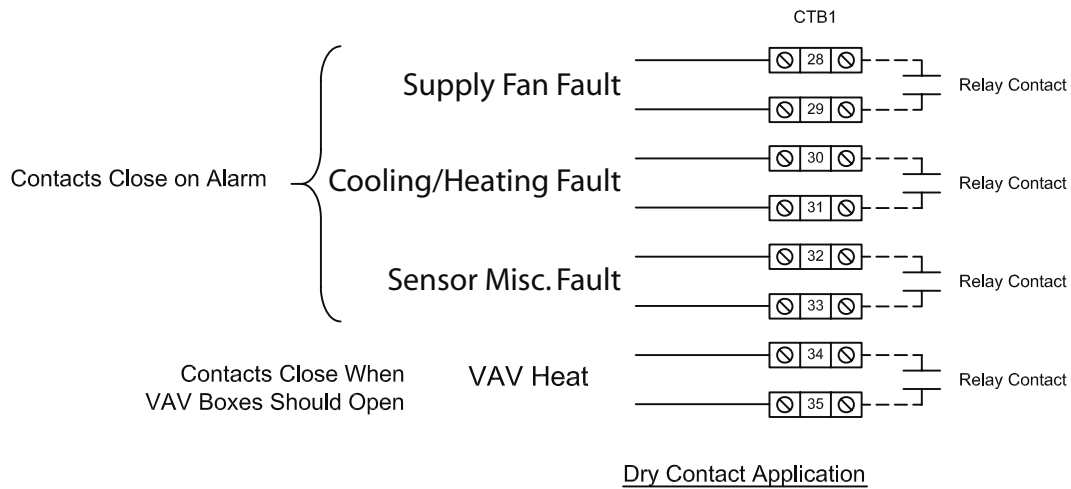 CTB1
Supply Fan Fault
28
29
Relay Contact
Contacts Close on Alarm
Cooling/Heating Fault
30
31
Relay Contact
Sensor Misc. Fault
32
33
Relay Contact
Contacts Close When
VAV Boxes Should Open
VAV Heat
34
35
Relay Contact
Dry Contact Application